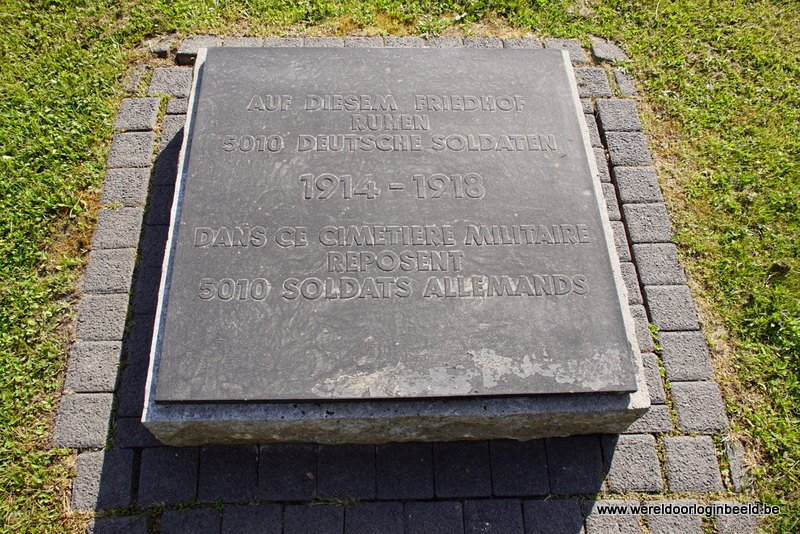 AUF DIESEM FRIEDHOF
RUHEN
5010 DEUTSCHE SOLDATEN
1914 - 1918
DANS CE CIMETIERE MILITAIRE
REPOSENT
5010 SOLDATS ALLEMANDS
www.wereldoorloginbeeld.be